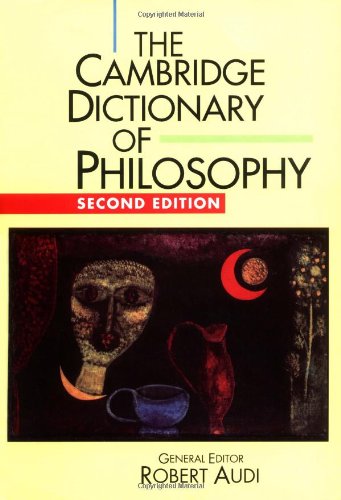 THE
CAMBRIDGE
DICTIONARY
OF
PHILOSOPHY
SECOND EDITION
GENERAL EDITOR
ROBERT AUDI